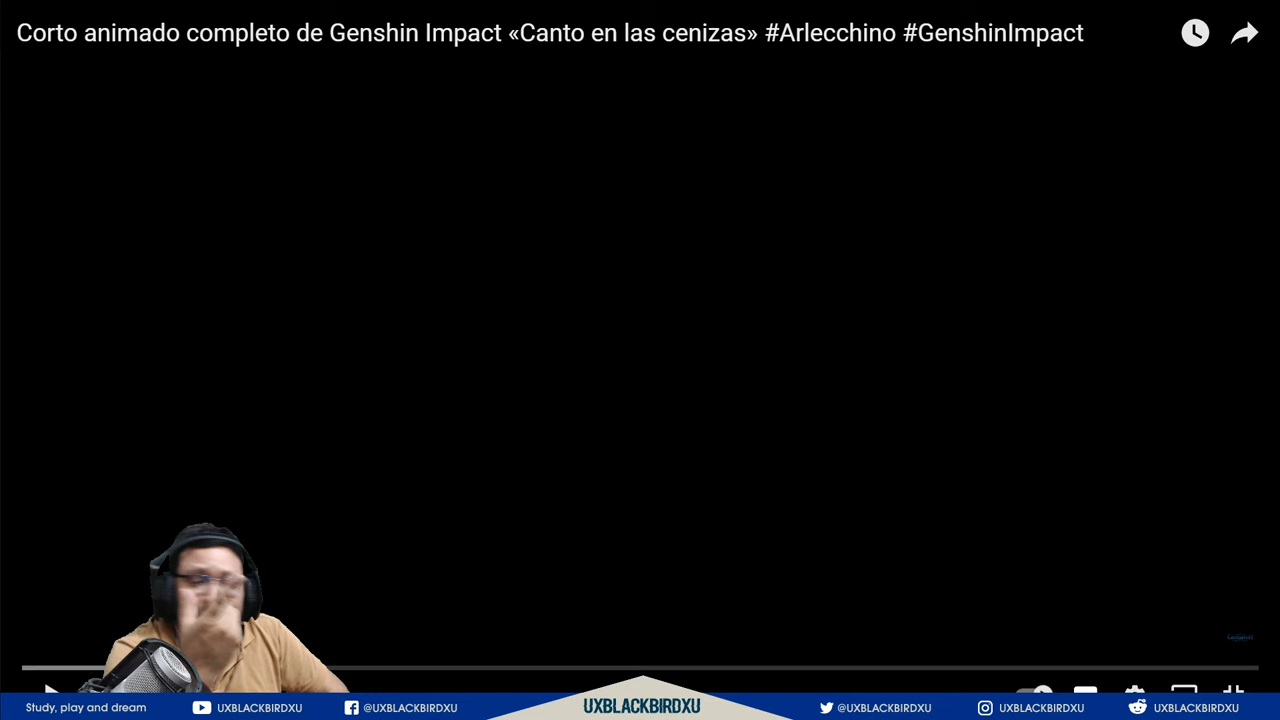 Corto animado completo de Genshin Impact «Canto en las cenizas» #Arlecchino #GenshinImpact
Genshin
Study, play and dream
UXBLACKBIRDXU
@UXBLACKBIRDXU
UXBLACKBIRDXU
@UXBLACKBIRDXU
UXBLACKBIRDXU
UXBLACKBIRDXU